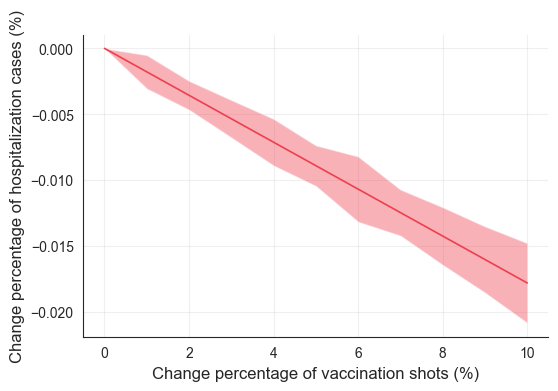 Change percentage of hospitalization cases (%)
0.000
−0.005
−0.010
−0.015
−0.020
0 2 4 6 8 10
Change percentage of vaccination shots (%)